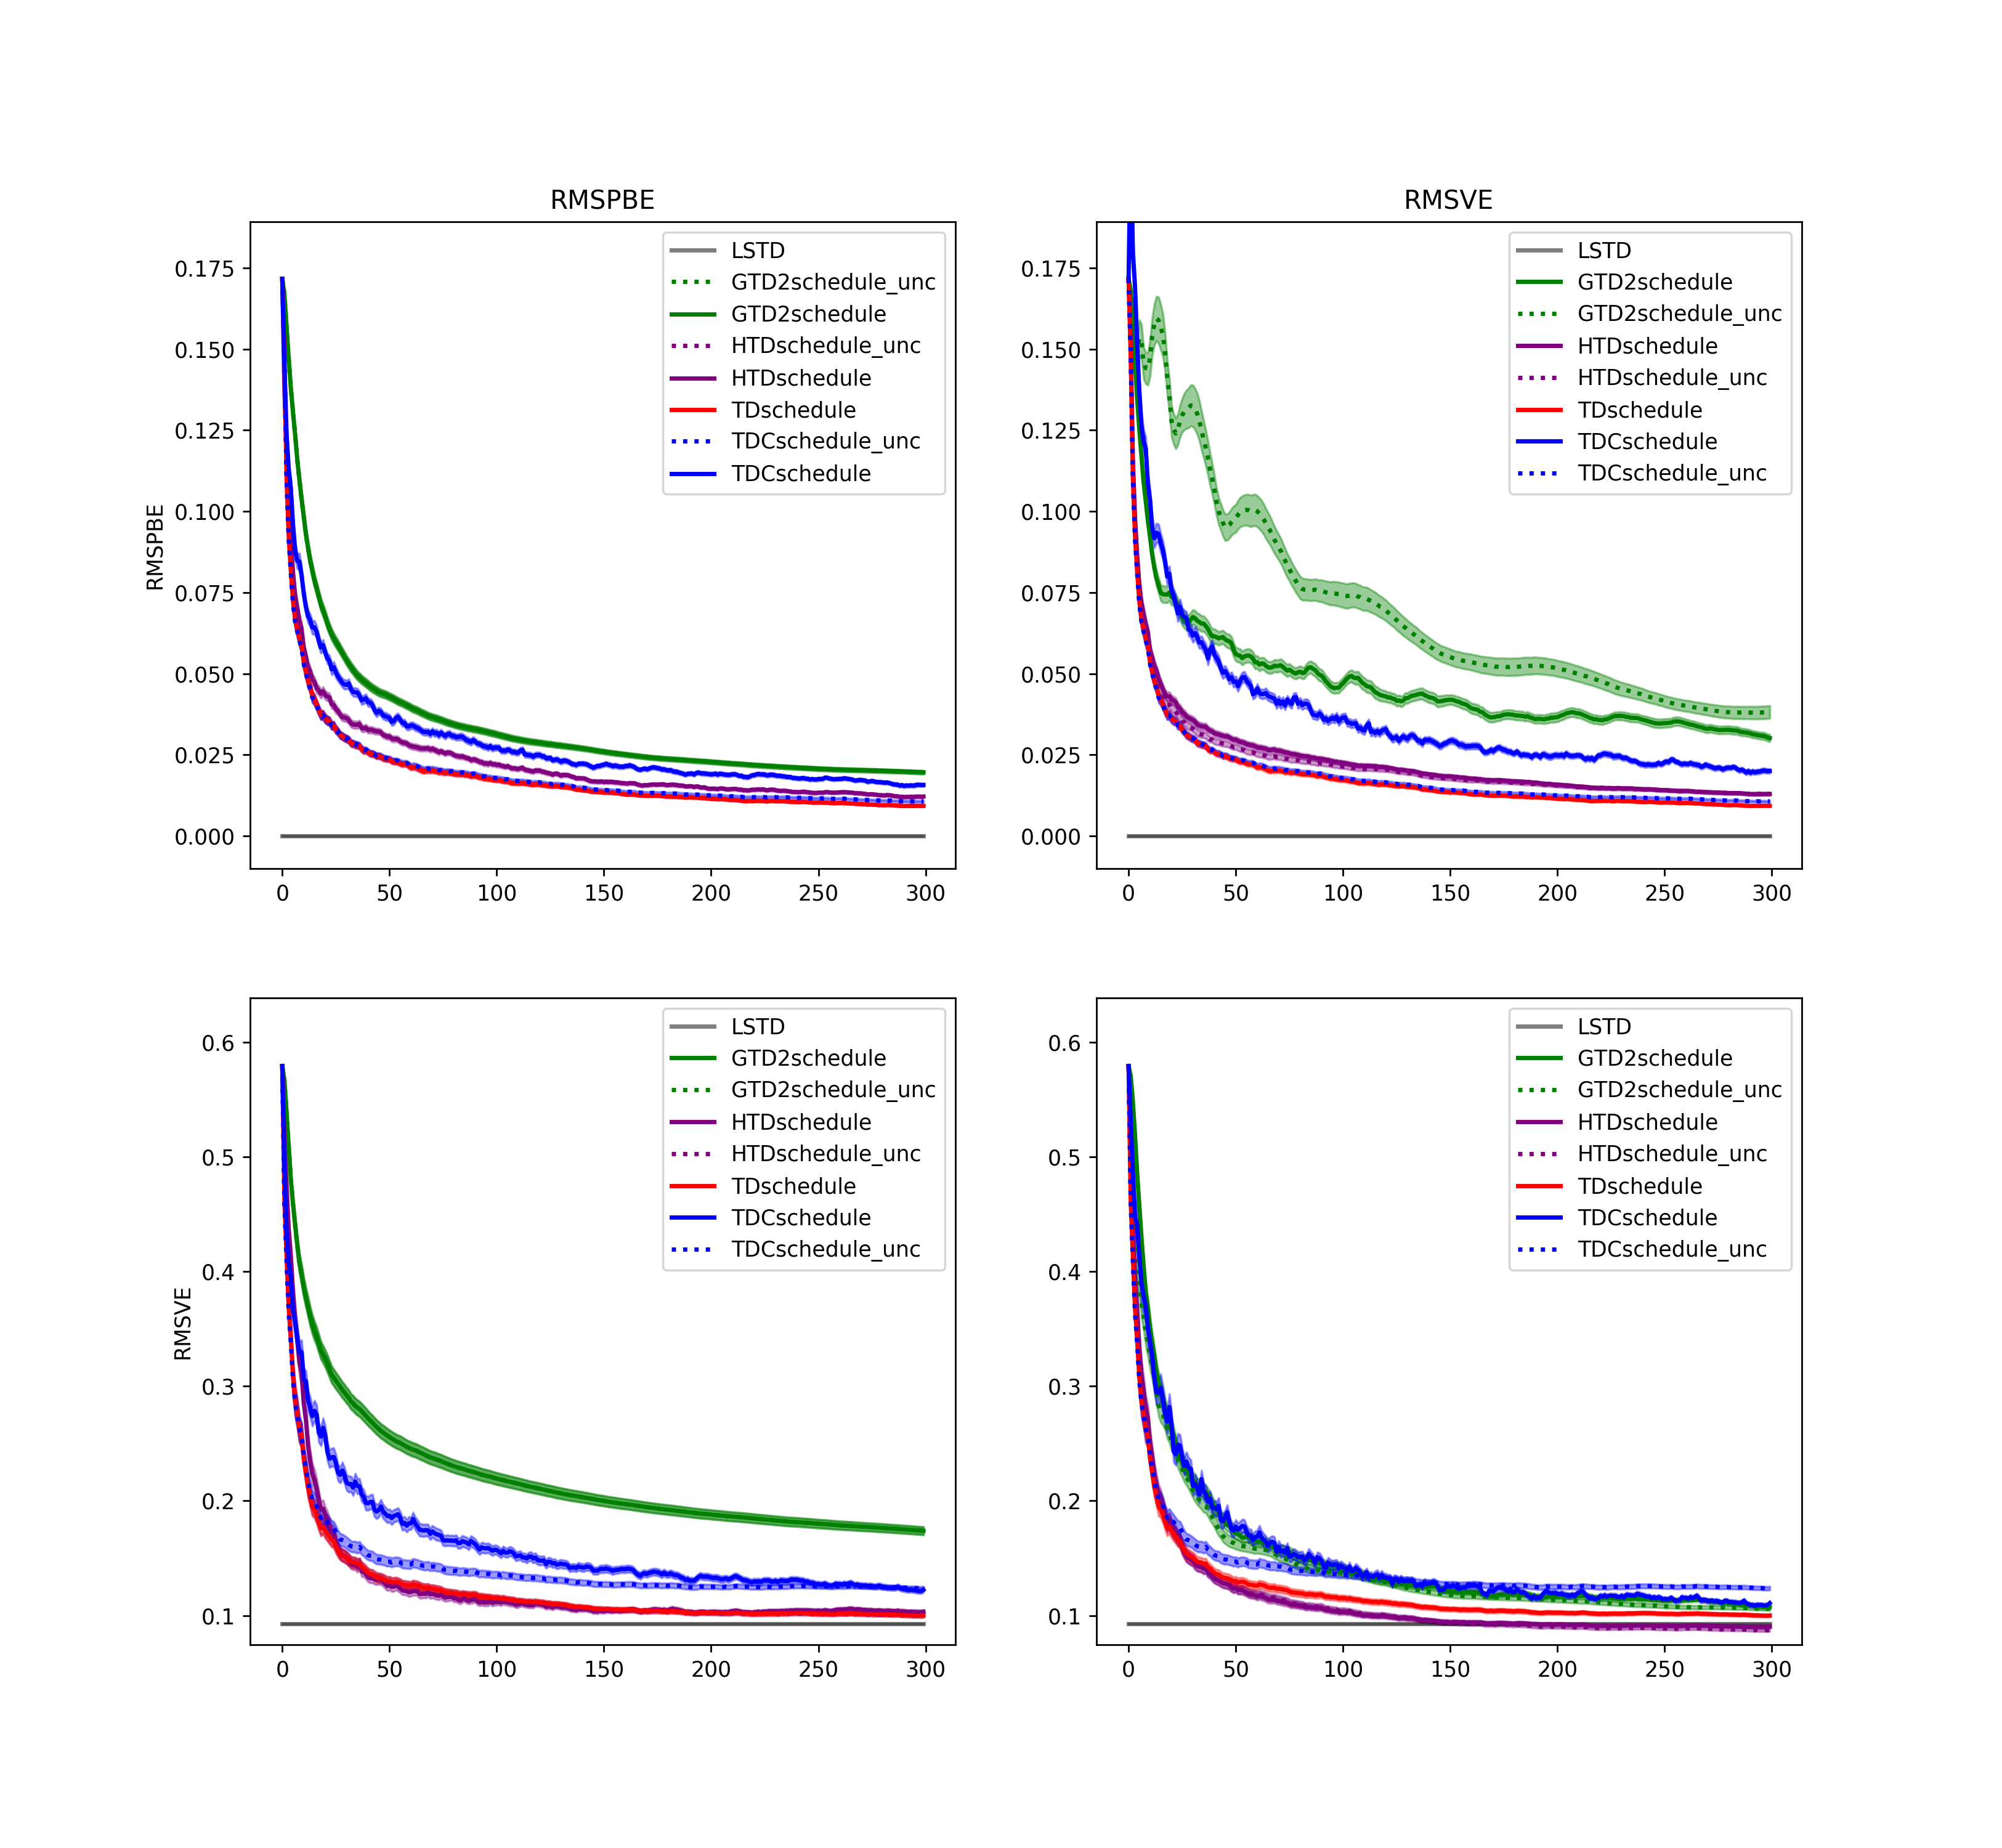 RMSPBE
RMSPBE
0.175
0.150
0.125
0.100
0.075
0.050
0.025
0.000
0 50 100 150 200 250 300
LSTD
GTD2schedule_unc
GTD2schedule
HTDschedule_unc
HTDschedule
TDschedule
TDCschedule_unc
TDCschedule
RMSVE
0.175
0.150
0.125
0.100
0.075
0.050
0.025
0.000
0 50 100 150 200 250 300
LSTD
GTD2schedule
GTD2schedule_unc
HTDschedule
HTDschedule_unc
TDschedule
TDCschedule
TDCschedule_unc
RMSVE
0.6
0.5
0.4
0.3
0.2
0.1
0 50 100 150 200 250 300
LSTD
GTD2schedule
GTD2schedule_unc
HTDschedule
HTDschedule_unc
TDschedule
TDCschedule
TDCschedule_unc
0.6
0.5
0.4
0.3
0.2
0.1
0 50 100 150 200 250 300
LSTD
GTD2schedule
GTD2schedule_unc
HTDschedule
HTDschedule_unc
TDschedule
TDCschedule
TDCschedule_unc